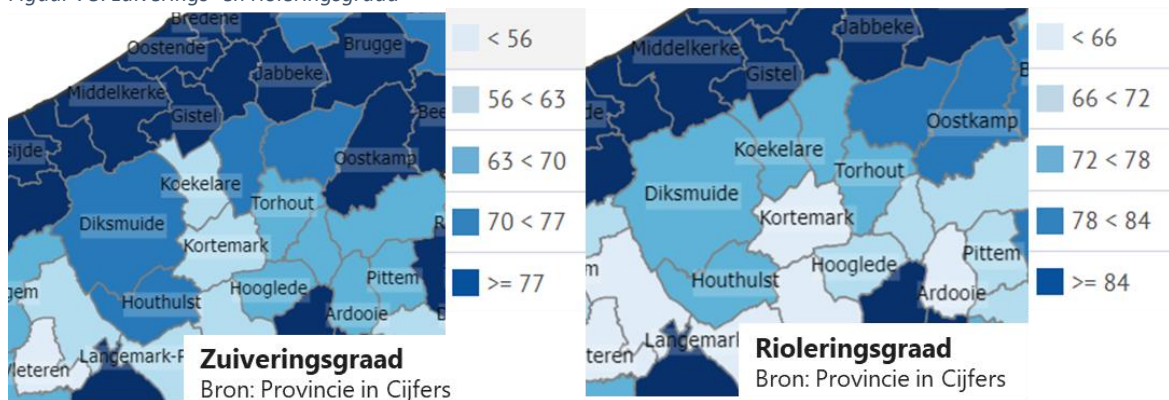 Bredene
Oostende
Brugge
Jabbeke
Middelkerke
Gistel
Oostkamp
Koekelare
Torhout
Diksmuide
Kortemark
Hooglede
Pittem
Houthulst
Ardooie
Zuiveringsgraad
Bron: Provincie in Cijfers
< 56
56 < 63
63 < 70
70 < 77
>= 77
Jabbeke
Middelkerke
Gistel
Oostkamp
Koekelare
Torhout
Diksmuide
Kortemark
Hooglede
Pittem
Houthulst
Ardooie
Rioleringsgraad
Bron: Provincie in Cijfers
< 66
66 < 72
72 < 78
78 < 84
>= 84